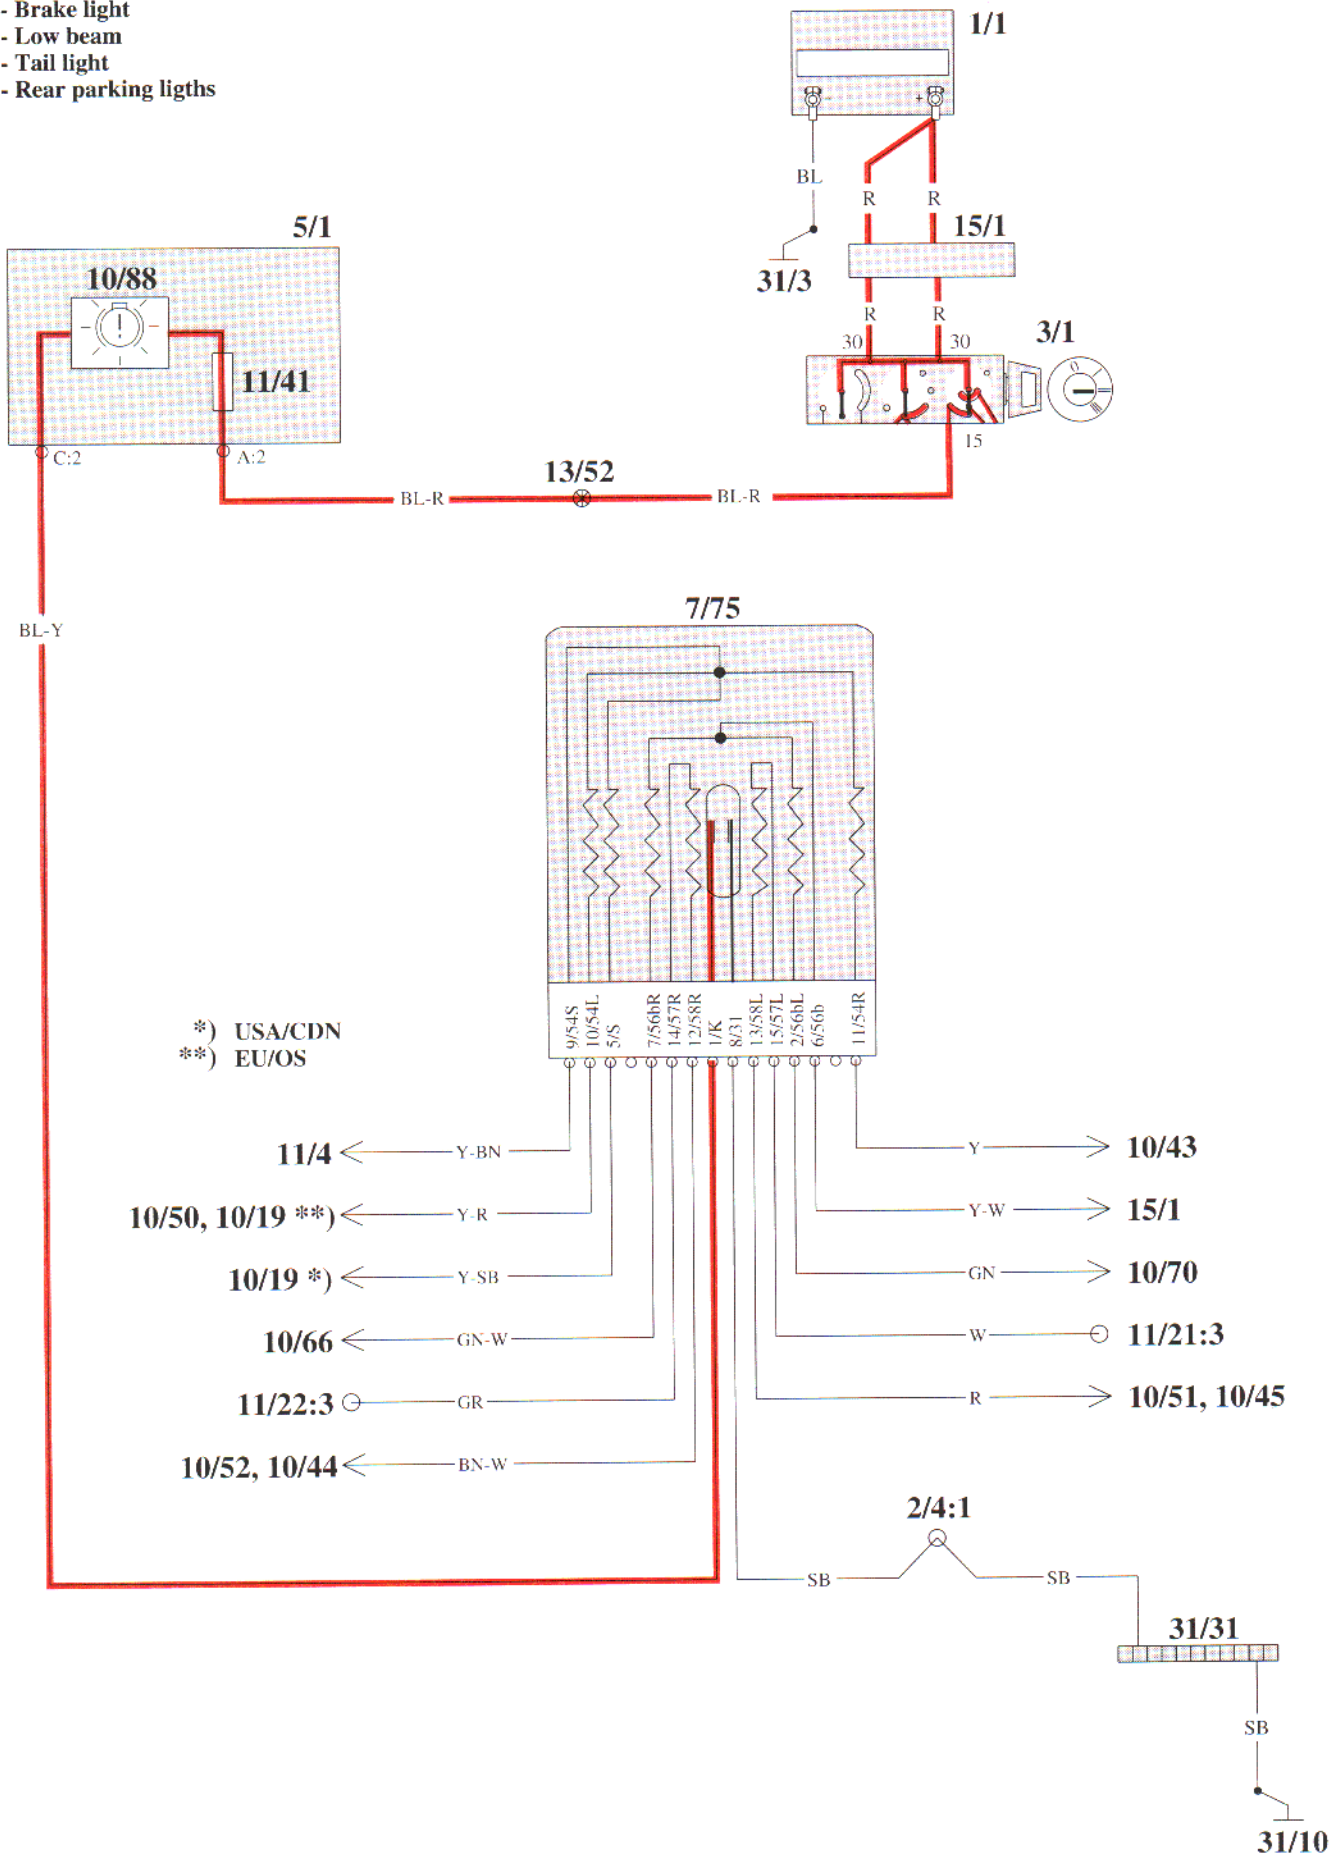 - Brake light
- Low beam
- Tail light
- Rear parking ligths
1/1
- +
BL
R R
15/1
31/3
R R
30 30
3/1
0 I II III
15
5/1
10/88
11/41
C:2 A:2
13/52
BL-R BL-R
BL-Y
7/75
9/54S
10/54L
5/S
7/56bR
14/57R
12/58R
1/K
8/31
13/58L
15/57L
2/56bL
6/56b
11/54R
*) USA/CDN
**) EU/OS
11/4 Y-BN
10/50, 10/19 **) Y-R
10/19 *) Y-SB
10/66 GN-W
11/22:3 GR
10/52, 10/44 BN-W
Y 10/43
Y-W 15/1
GN 10/70
W 11/21:3
R 10/51, 10/45
2/4:1
SB SB
31/31
SB
31/10